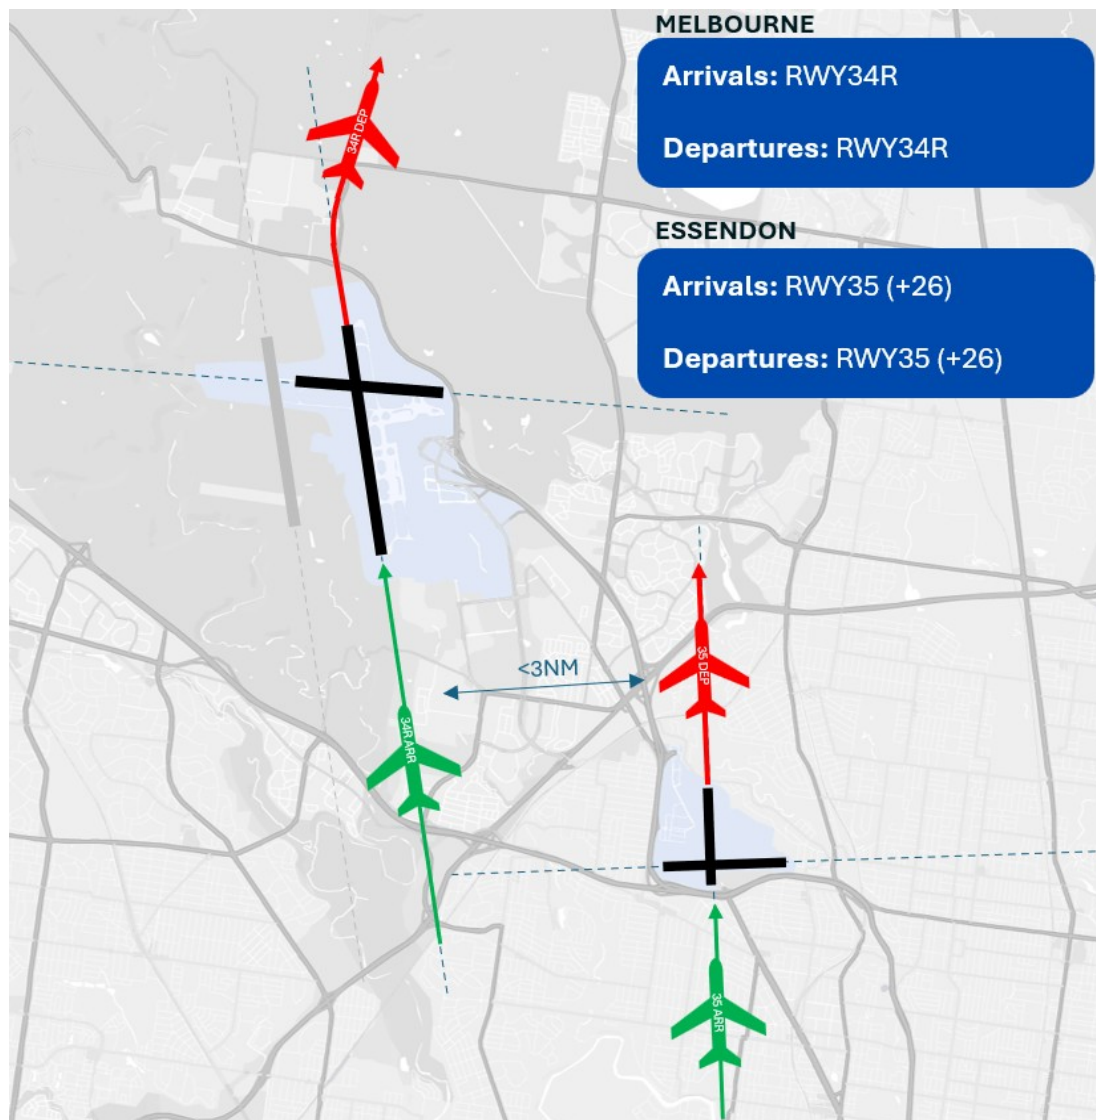 MELBOURNE
Arrivals: RWY34R
Departures: RWY34R
ESSENDON
Arrivals: RWY35 (+26)
Departures: RWY35 (+26)
34R DEP
<3NM
35 DEP
34R ARR
35 ARR